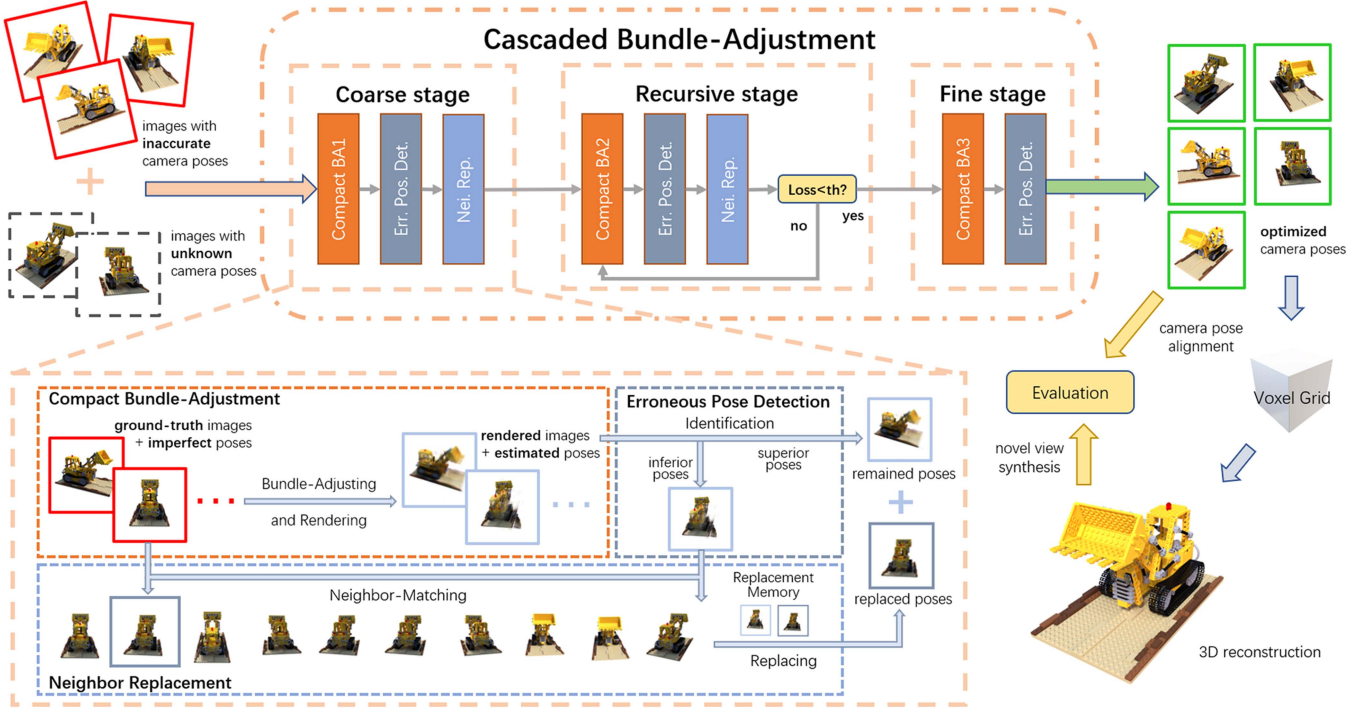 Cascaded Bundle-Adjustment
Coarse stage
Recursive stage
Fine stage
images with
inaccurate
camera poses
+
images with
unknown
camera poses
Compact BA1
Err. Pos. Det.
Nei. Rep.
Compact BA2
Err. Pos. Det.
Nei. Rep.
Loss<th?
no
yes
Compact BA3
Err. Pos. Det.
optimized
camera poses
camera pose
alignment
Evaluation
Voxel Grid
novel view
synthesis
3D reconstruction
Compact Bundle-Adjustment
ground-truth images
+ imperfect poses
Bundle-Adjusting
and Rendering
rendered images
+ estimated poses
Erroneous Pose Detection
Identification
inferior
poses
superior
poses
remained poses
+
replaced poses
Neighbor-Matching
Replacement
Memory
Replacing
Neighbor Replacement